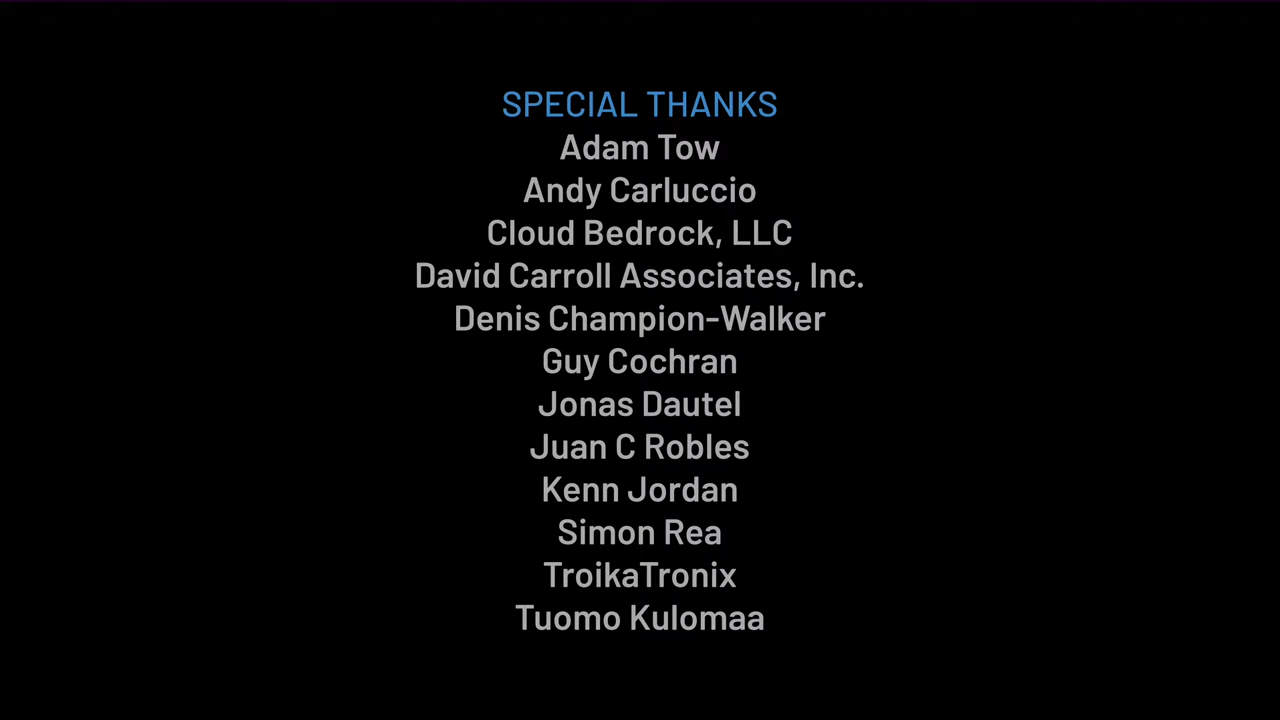 SPECIAL THANKS
Adam Tow
Andy Carluccio
Cloud Bedrock, LLC
David Carroll Associates, Inc.
Denis Champion-Walker
Guy Cochran
Jonas Dautel
Juan C Robles
Kenn Jordan
Simon Rea
TroikaTronix
Tuomo Kulomaa